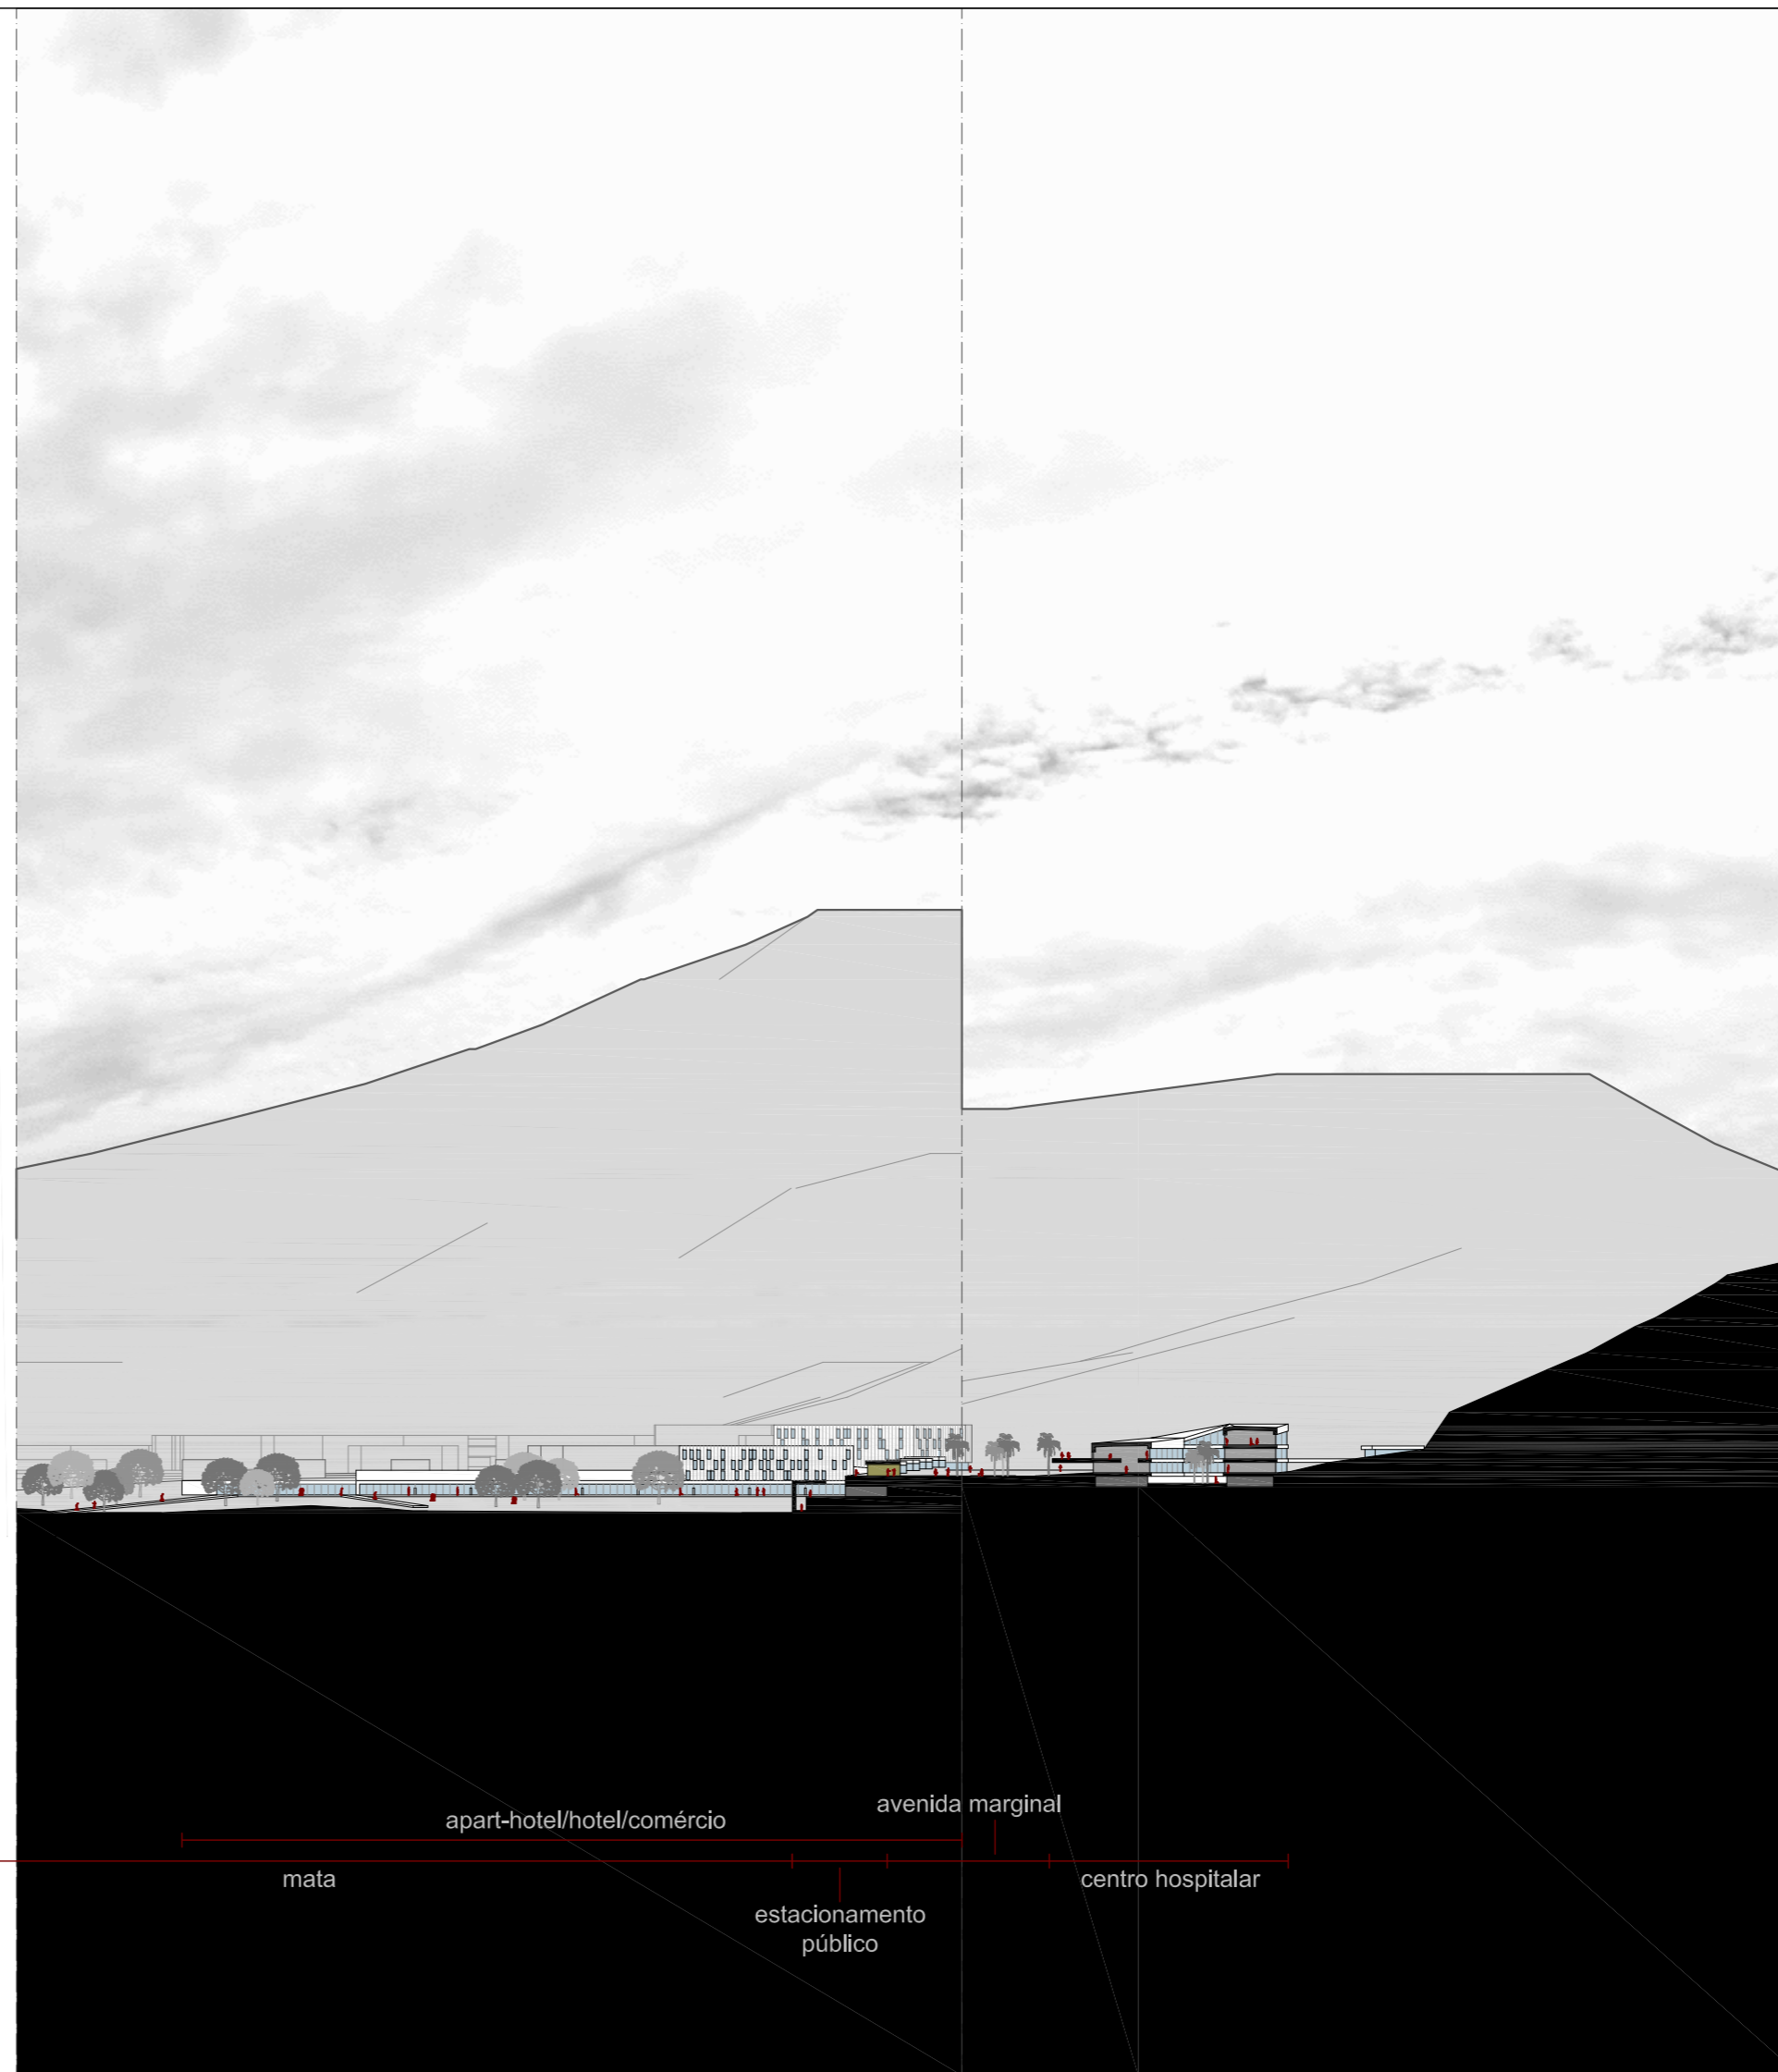 avenida marginal
apart-hotel/hotel/comércio
mata
centro hospitalar
estacionamento
público